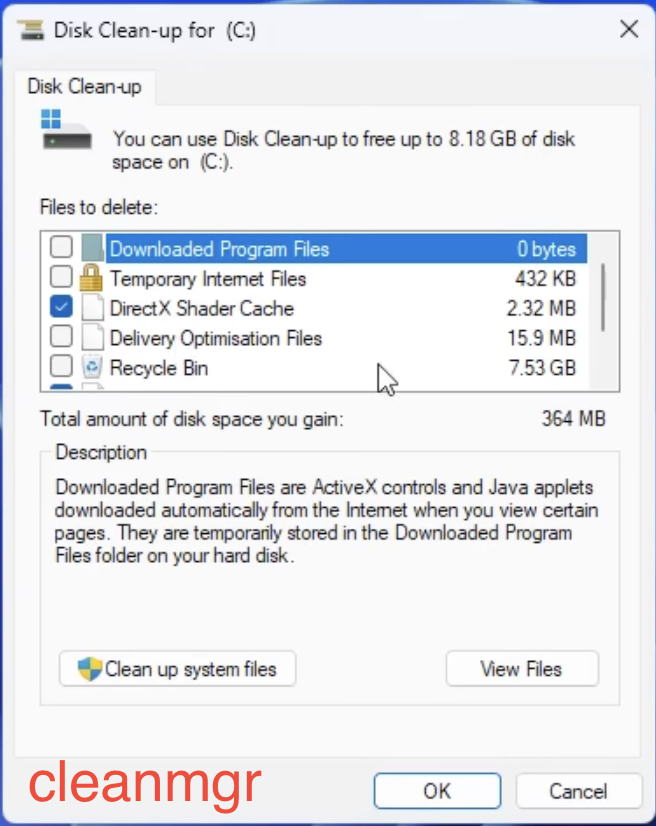 Disk Clean-up for (C:)
Disk Clean-up
You can use Disk Clean-up to free up to 8.18 GB of disk
space on (C:).
Files to delete:
Downloaded Program Files 0 bytes
Temporary Internet Files 432 KB
DirectX Shader Cache 2.32 MB
Delivery Optimisation Files 15.9 MB
Recycle Bin 7.53 GB
Total amount of disk space you gain: 364 MB
Description
Downloaded Program Files are ActiveX controls and Java applets
downloaded automatically from the Internet when you view certain
pages. They are temporarily stored in the Downloaded Program
Files folder on your hard disk.
Clean up system files View Files
cleanmgr
OK Cancel